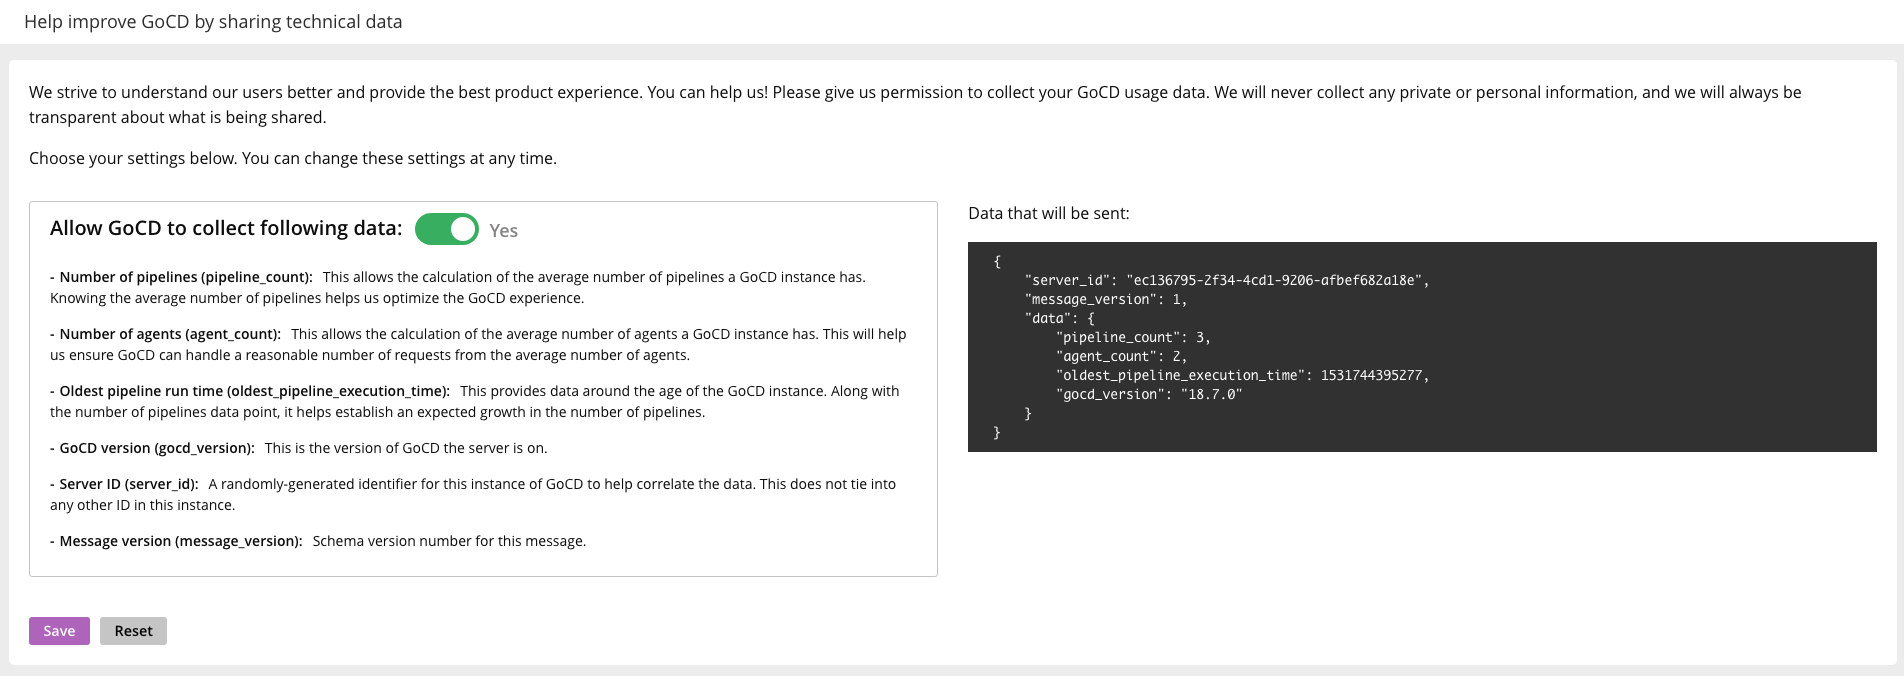 Help improve GoCD by sharing technical data
We strive to understand our users better and provide the best product experience. You can help us! Please give us permission to collect your GoCD usage data. We will never collect any private or personal information, and we will always be
transparent about what is being shared.
Choose your settings below. You can change these settings at any time.
Allow GoCD to collect following data: Yes
- Number of pipelines (pipeline_count): This allows the calculation of the average number of pipelines a GoCD instance has.
Knowing the average number of pipelines helps us optimize the GoCD experience.
- Number of agents (agent_count): This allows the calculation of the average number of agents a GoCD instance has. This will help
us ensure GoCD can handle a reasonable number of requests from the average number of agents.
- Oldest pipeline run time (oldest_pipeline_execution_time): This provides data around the age of the GoCD instance. Along with
the number of pipelines data point, it helps establish an expected growth in the number of pipelines.
- GoCD version (gocd_version): This is the version of GoCD the server is on.
- Server ID (server_id): A randomly-generated identifier for this instance of GoCD to help correlate the data. This does not tie into
any other ID in this instance.
- Message version (message_version): Schema version number for this message.
Data that will be sent:
{
"server_id": "ec136795-2f34-4cd1-9206-afbef682a18e",
"message_version": 1,
"data": {
"pipeline_count": 3,
"agent_count": 2,
"oldest_pipeline_execution_time": 1531744395277,
"gocd_version": "18.7.0"
}
}
Save
Reset